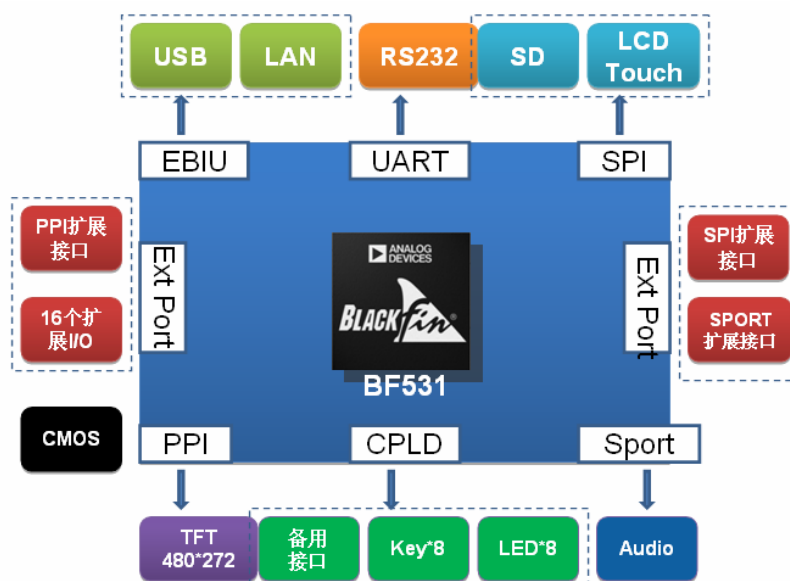 USB
LAN
RS232
SD
LCD
Touch
EBIU
UART
SPI
PPI扩展
接口
16个扩
展I/O
Ext Port
ANALOG
DEVICES
BLACKfin®
BF531
Ext Port
SPI扩展
接口
SPORT
扩展接口
CMOS
PPI
CPLD
Sport
TFT
480*272
备用
接口
Key*8
LED*8
Audio